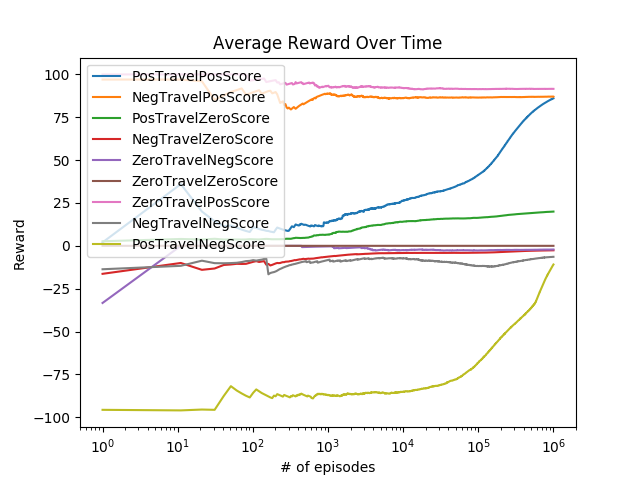 Average Reward Over Time
100
75
50
25
0
−25
−50
−75
−100
Reward
PosTravelPosScore
NegTravelPosScore
PosTravelZeroScore
NegTravelZeroScore
ZeroTravelNegScore
ZeroTravelZeroScore
ZeroTravelPosScore
NegTravelNegScore
PosTravelNegScore
10⁰ 10¹ 10² 10³ 10⁴ 10⁵ 10⁶
# of episodes